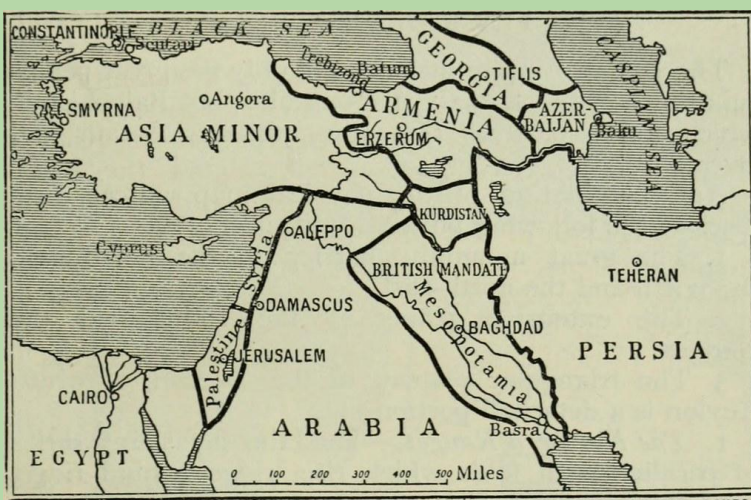 CONSTANTINOPLE
BLACK SEA
Scutari
GEORGIA
CASPIAN SEA
Trebizond
Batum
TIFLIS
Angora
ARMENIA
AZER
BAIJAN
SMYRNA
ASIA MINOR
ERZERUM
Baku
KURDISTAN
Cyprus
ALEPPO
Syria
BRITISH MANDATE
TEHERAN
Mesopotamia
DAMASCUS
BAGHDAD
Palestine
JERUSALEM
PERSIA
CAIRO
ARABIA
Basra
EGYPT
0 100 200 300 400 500 Miles